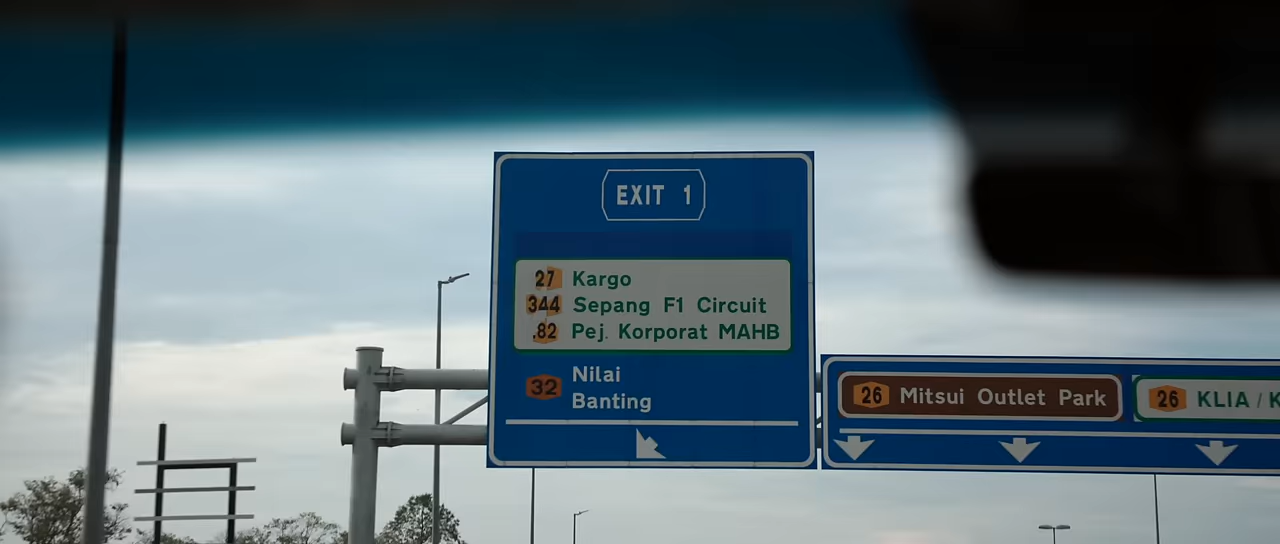 EXIT 1
27 Kargo
344 Sepang F1 Circuit
82 Pej. Korporat MAHB
32 Nilai
Banting
26 Mitsui Outlet Park
26 KLIA / K